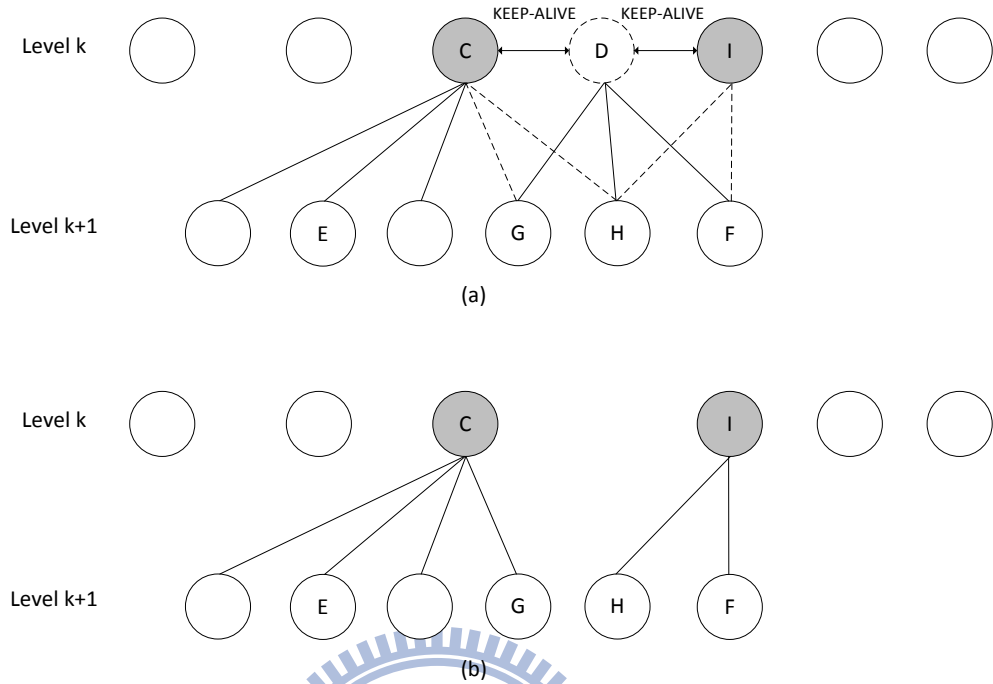 KEEP-ALIVE KEEP-ALIVE
Level k C D I
Level k+1 E G H F
(a)
Level k C I
Level k+1 E G H F
(b)